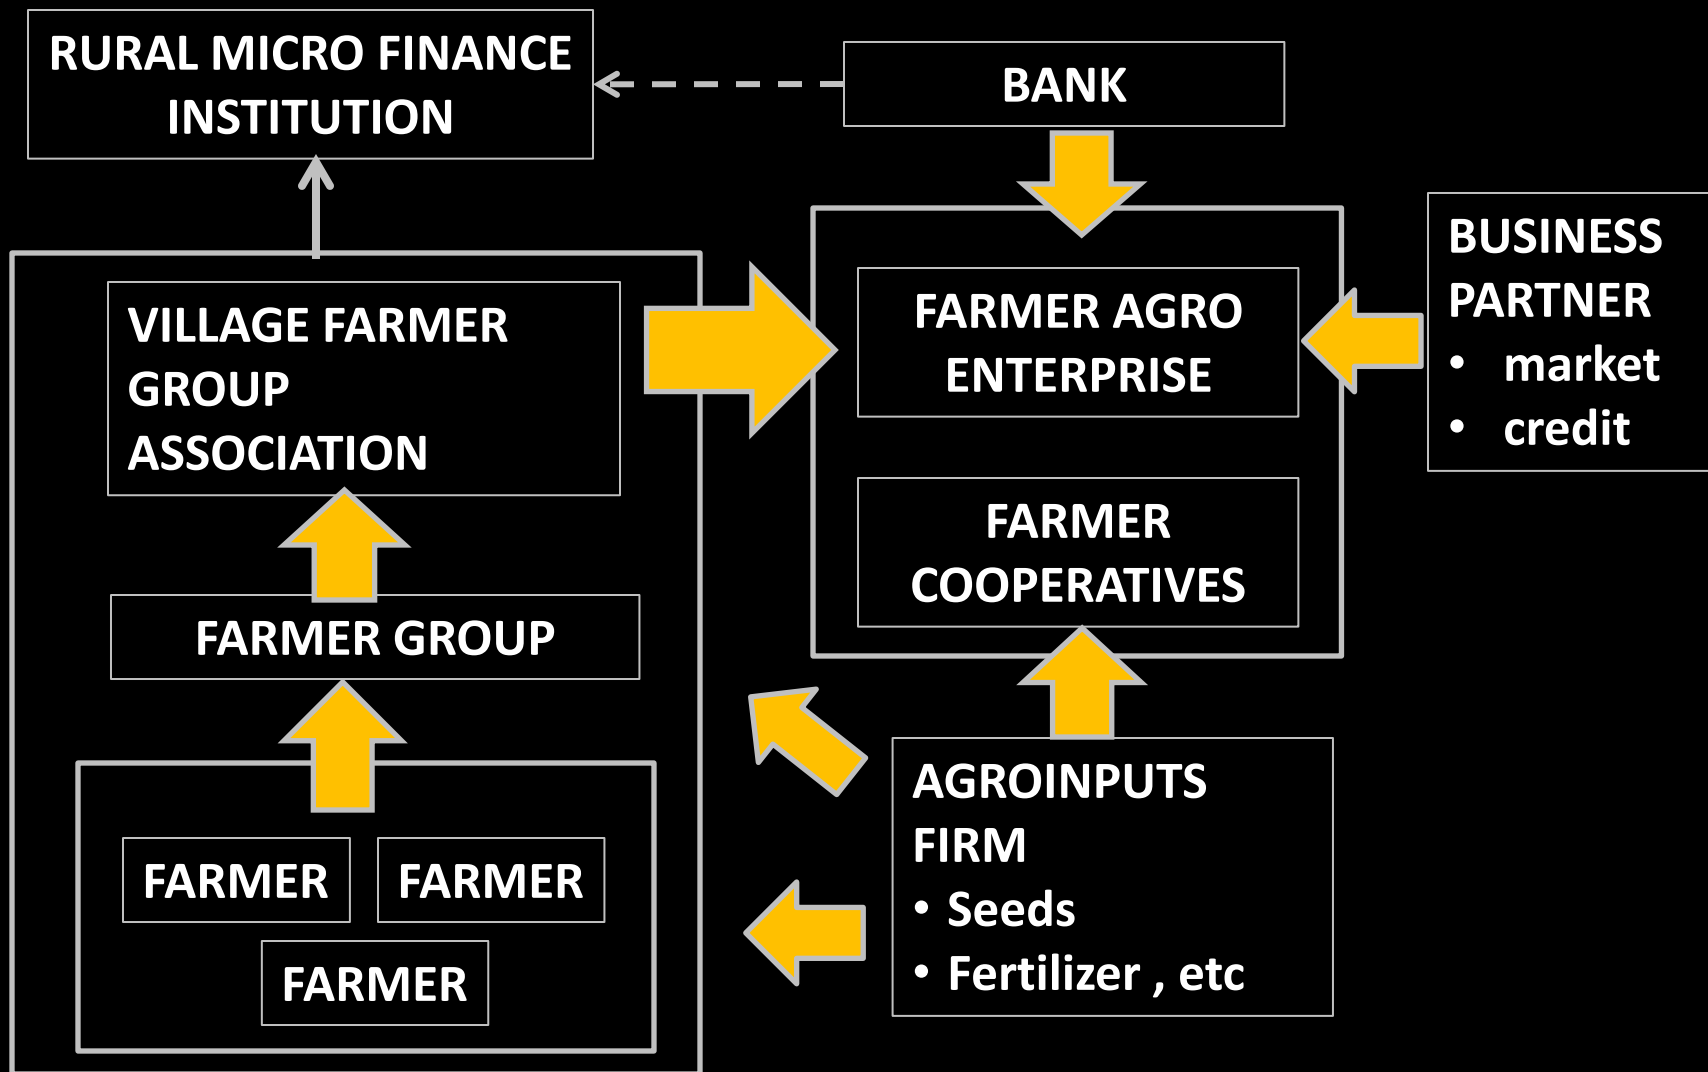 RURAL MICRO FINANCE
INSTITUTION
BANK
BUSINESS
PARTNER
• market
• credit
VILLAGE FARMER
GROUP
ASSOCIATION
FARMER AGRO
ENTERPRISE
FARMER
COOPERATIVES
FARMER GROUP
FARMER
FARMER
FARMER
AGROINPUTS
FIRM
• Seeds
• Fertilizer , etc